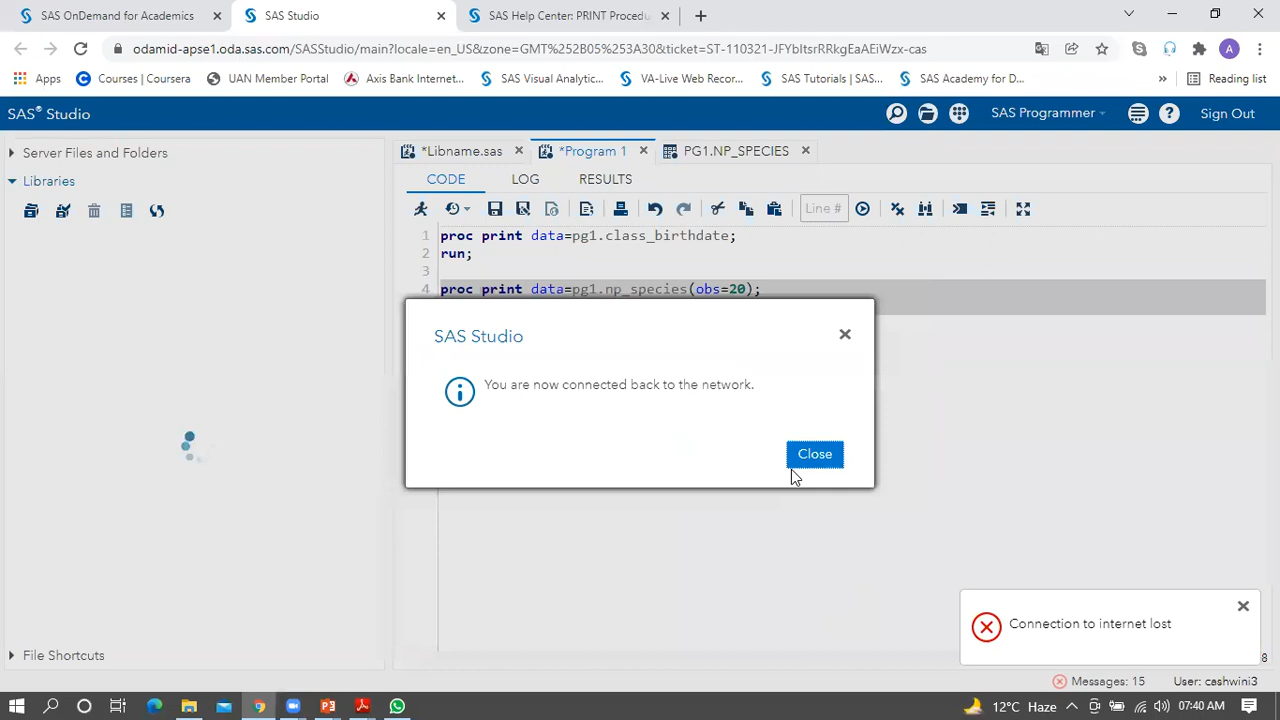 SAS OnDemand for Academics
SAS Studio
SAS Help Center: PRINT Procedu
odamid-apse1.oda.sas.com/SASStudio/main?locale=en_US&zone=GMT%252B05%253A30&ticket=ST-110321-JFYbItsrRRkgEaAEiWzx-cas
A
Apps
Courses | Coursera
UAN Member Portal
Axis Bank Internet...
SAS Visual Analytic...
VA-Live Web Recor...
SAS Tutorials | SAS...
SAS Academy for D...
»
Reading list
SAS® Studio
SAS Programmer
Sign Out
Server Files and Folders
*Libname.sas
*Program 1
PG1.NP_SPECIES
Libraries
CODE
LOG
RESULTS
Line #
1 proc print data=pg1.class_birthdate;
2 run;
3
4 proc print data=pg1.np_species(obs=20);
SAS Studio
You are now connected back to the network.
Close
Connection to internet lost
File Shortcuts
8
Messages: 15
User: cashwini3
12°C Haze
07:40 AM